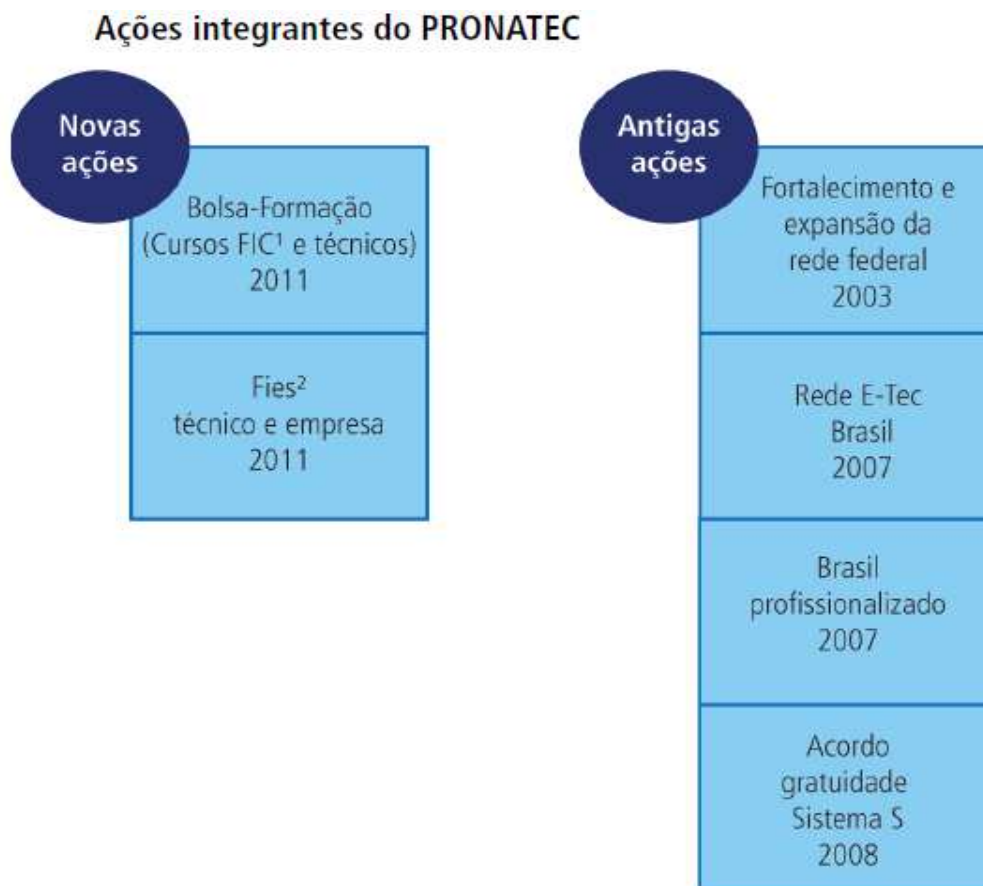 Ações integrantes do PRONATEC
Novas
ações
Bolsa-Formação
(Cursos FIC¹ e técnicos)
2011
Fies²
técnico e empresa
2011
Antigas
ações
Fortalecimento e
expansão da
rede federal
2003
Rede E-Tec
Brasil
2007
Brasil
profissionalizado
2007
Acordo
gratuidade
Sistema S
2008